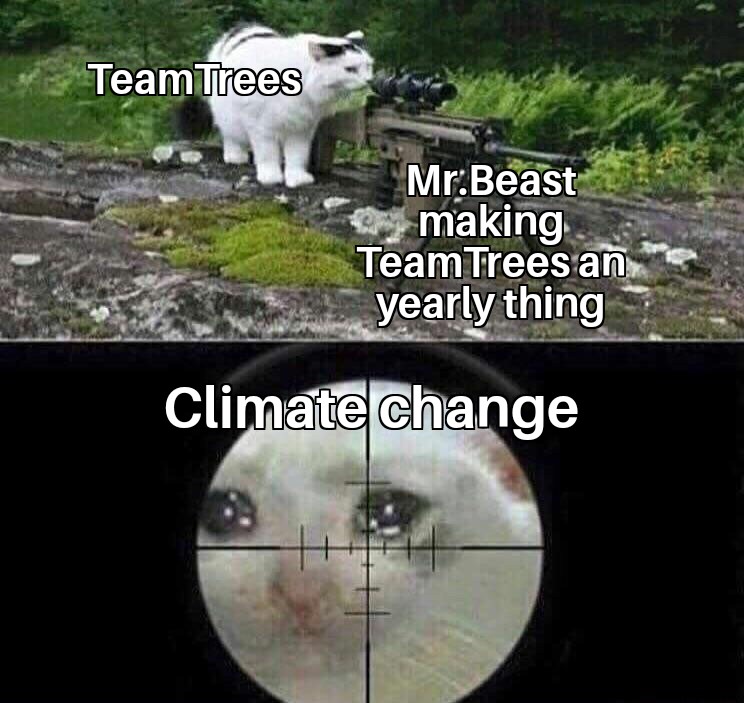 TeamTrees
Mr.Beast
making
TeamTrees an
yearly thing
Climate change